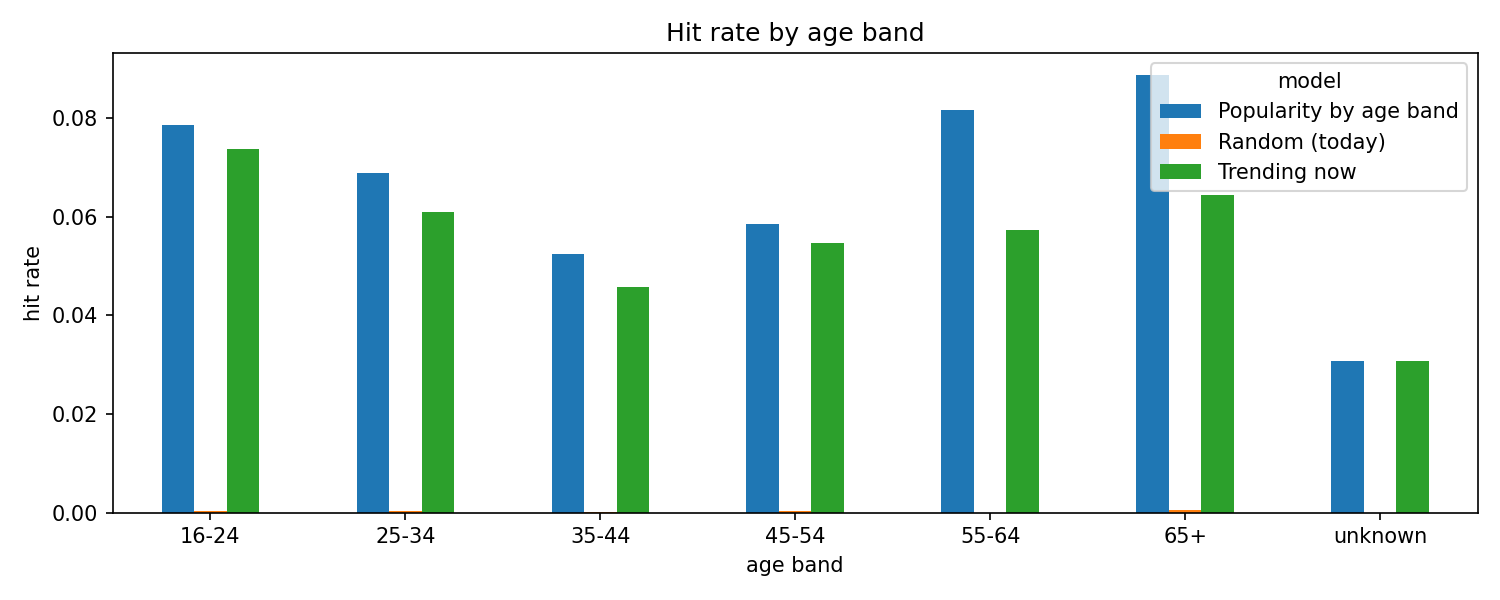 Hit rate by age band
model
Popularity by age band
Random (today)
Trending now
hit rate
0.08
0.06
0.04
0.02
0.00
16-24 25-34 35-44 45-54 55-64 65+ unknown
age band